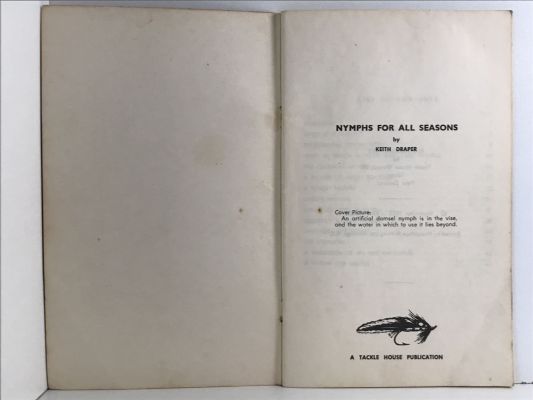 NYMPHS FOR ALL SEASONS
by
KEITH DRAPER
Cover Picture:
An artificial damsel nymph is in the vise,
and the water in which to use it lies beyond.
A TACKLE HOUSE PUBLICATION